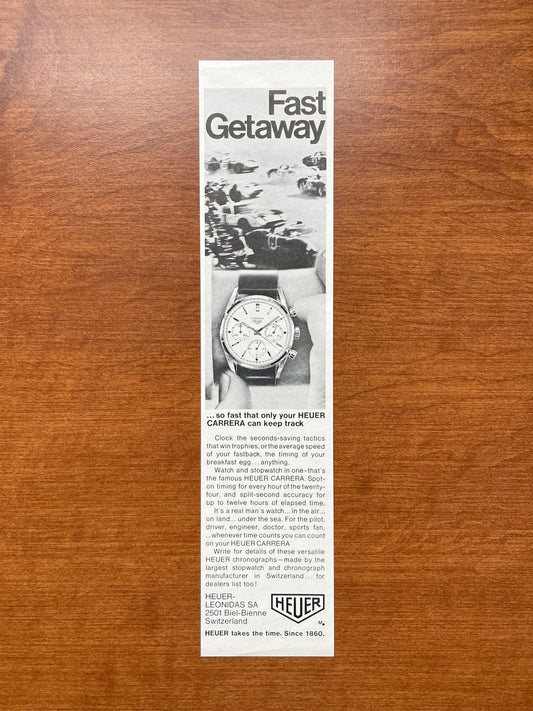 Fast
Getaway
...so fast that only your HEUER
CARRERA can keep track
Clock the seconds-saving tactics
that win trophies, or the average speed
of your fastback, the timing of your
breakfast egg... anything.
Watch and stopwatch in one-that's
the famous HEUER CARRERA. Spot-
on timing for every hour of the twenty-
four, and split-second accuracy for
up to twelve hours of elapsed time.
It's a real man's watch... in the air...
on land... under the sea. For the pilot,
driver, engineer, doctor, sports fan,
...whenever time counts you can count
on your HEUER CARRERA
Write for details of these versatile
HEUER chronographs–made by the
largest stopwatch and chronograph
manufacturer in Switzerland... for
dealers list too!
HEUER-
LEONIDAS SA
2501 Biel-Bienne
Switzerland
HEUER
HEUER takes the time. Since 1860.